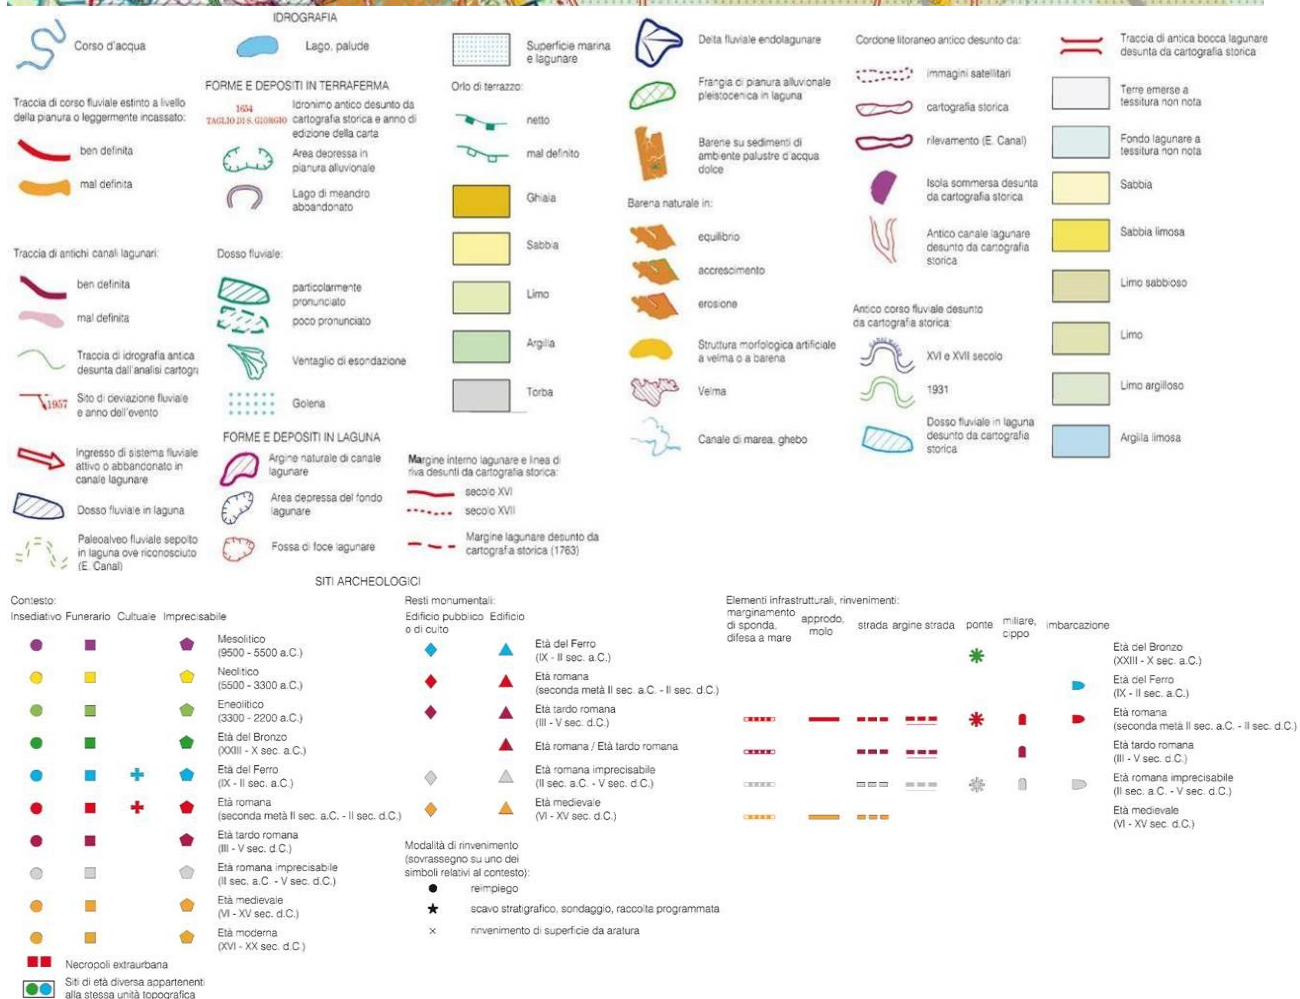 IDROGRAFIA
Corso d'acqua
Lago, palude
Superficie marina
e lagunare
Traccia di corso fluviale estinto a livello
della pianura o leggermente incassato:
ben definita
mal definita
FORME E DEPOSITI IN TERRAFERMA
1654
TAGLIO DI S. GIORGIO
Idronimo antico desunto da
cartografia storica e anno di
edizione della carta
Area depressa in
pianura alluvionale
Lago di meandro
abbandonato
Orlo di terrazzo:
netto
mal definito
Ghiaia
Sabbia
Limo
Argilla
Torba
Traccia di antichi canali lagunari:
ben definita
mal definita
Traccia di idrografia antica
desunta dall'analisi cartogra
1957
Sito di deviazione fluviale
e anno dell'evento
Ingresso di sistema fluviale
attivo o abbandonato in
canale lagunare
Dosso fluviale in laguna
Paleoalveo fluviale sepolto
in laguna ove riconosciuto
(E. Canal)
Dosso fluviale:
particolarmente
pronunciato
poco pronunciato
Ventaglio di esondazione
Golena
FORME E DEPOSITI IN LAGUNA
Argine naturale di canale
lagunare
Area depressa del fondo
lagunare
Fossa di foce lagunare
Margine interno lagunare e linea di
riva desunti da cartografia storica:
secolo XVI
secolo XVII
Margine lagunare desunto da
cartografia storica (1763)
Delta fluviale endolagunare
Frangia di pianura alluvionale
pleistocenica in laguna
Barene su sedimenti di
ambiente palustre d'acqua
dolce
Barena naturale in:
equilibrio
accrescimento
erosione
Struttura morfologica artificiale
a velma o a barena
Velma
Canale di marea, ghebo
Cordone litoraneo antico desunto da:
immagini satellitari
cartografia storica
rilevamento (E. Canal)
Isola sommersa desunta
da cartografia storica
Antico canale lagunare
desunto da cartografia
storica
Antico corso fluviale desunto
da cartografia storica:
XVI e XVII secolo
1931
Dosso fluviale in laguna
desunto da cartografia
storica
Traccia di antica bocca lagunare
desunta da cartografia storica
Terre emerse a
tessitura non nota
Fondo lagunare a
tessitura non nota
Sabbia
Sabbia limosa
Limo sabbioso
Limo
Limo argilloso
Argilla limosa
SITI ARCHEOLOGICI
Contesto:
Insediativo Funerario Cultuale Imprecisabile
Mesolitico
(9500 - 5500 a.C.)
Neolitico
(5500 - 3300 a.C.)
Eneolitico
(3300 - 2200 a.C.)
Età del Bronzo
(XXIII - X sec. a.C.)
Età del Ferro
(IX - II sec. a.C.)
Età romana
(seconda metà II sec. a.C. - II sec. d.C.)
Età tardo romana
(III - V sec. d.C.)
Età romana imprecisabile
(II sec. a.C. - V sec. d.C.)
Età medievale
(VI - XV sec. d.C.)
Età moderna
(XVI - XX sec. d.C.)
Necropoli extraurbana
Siti di età diversa appartenenti
alla stessa unità topografica
Resti monumentali:
Edificio pubblico Edificio
o di culto
Età del Ferro
(IX - II sec. a.C.)
Età romana
(seconda metà II sec. a.C. - II sec. d.C.)
Età tardo romana
(III - V sec. d.C.)
Età romana / Età tardo romana
Età romana imprecisabile
(II sec. a.C. - V sec. d.C.)
Età medievale
(VI - XV sec. d.C.)
Modalità di rinvenimento
(sovrassegno su uno dei
simboli relativi al contesto):
reimpiego
scavo stratigrafico, sondaggio, raccolta programmata
rinvenimento di superficie da aratura
Elementi infrastrutturali, rinvenimenti:
marginamento
di sponda,
difesa a mare
approdo,
molo
strada argine strada ponte
miliare,
cippo
imbarcazione
Età del Bronzo
(XXIII - X sec. a.C.)
Età del Ferro
(IX - II sec. a.C.)
Età romana
(seconda metà II sec. a.C. - II sec. d.C.)
Età tardo romana
(III - V sec. d.C.)
Età romana imprecisabile
(II sec. a.C. - V sec. d.C.)
Età medievale
(VI - XV sec. d.C.)